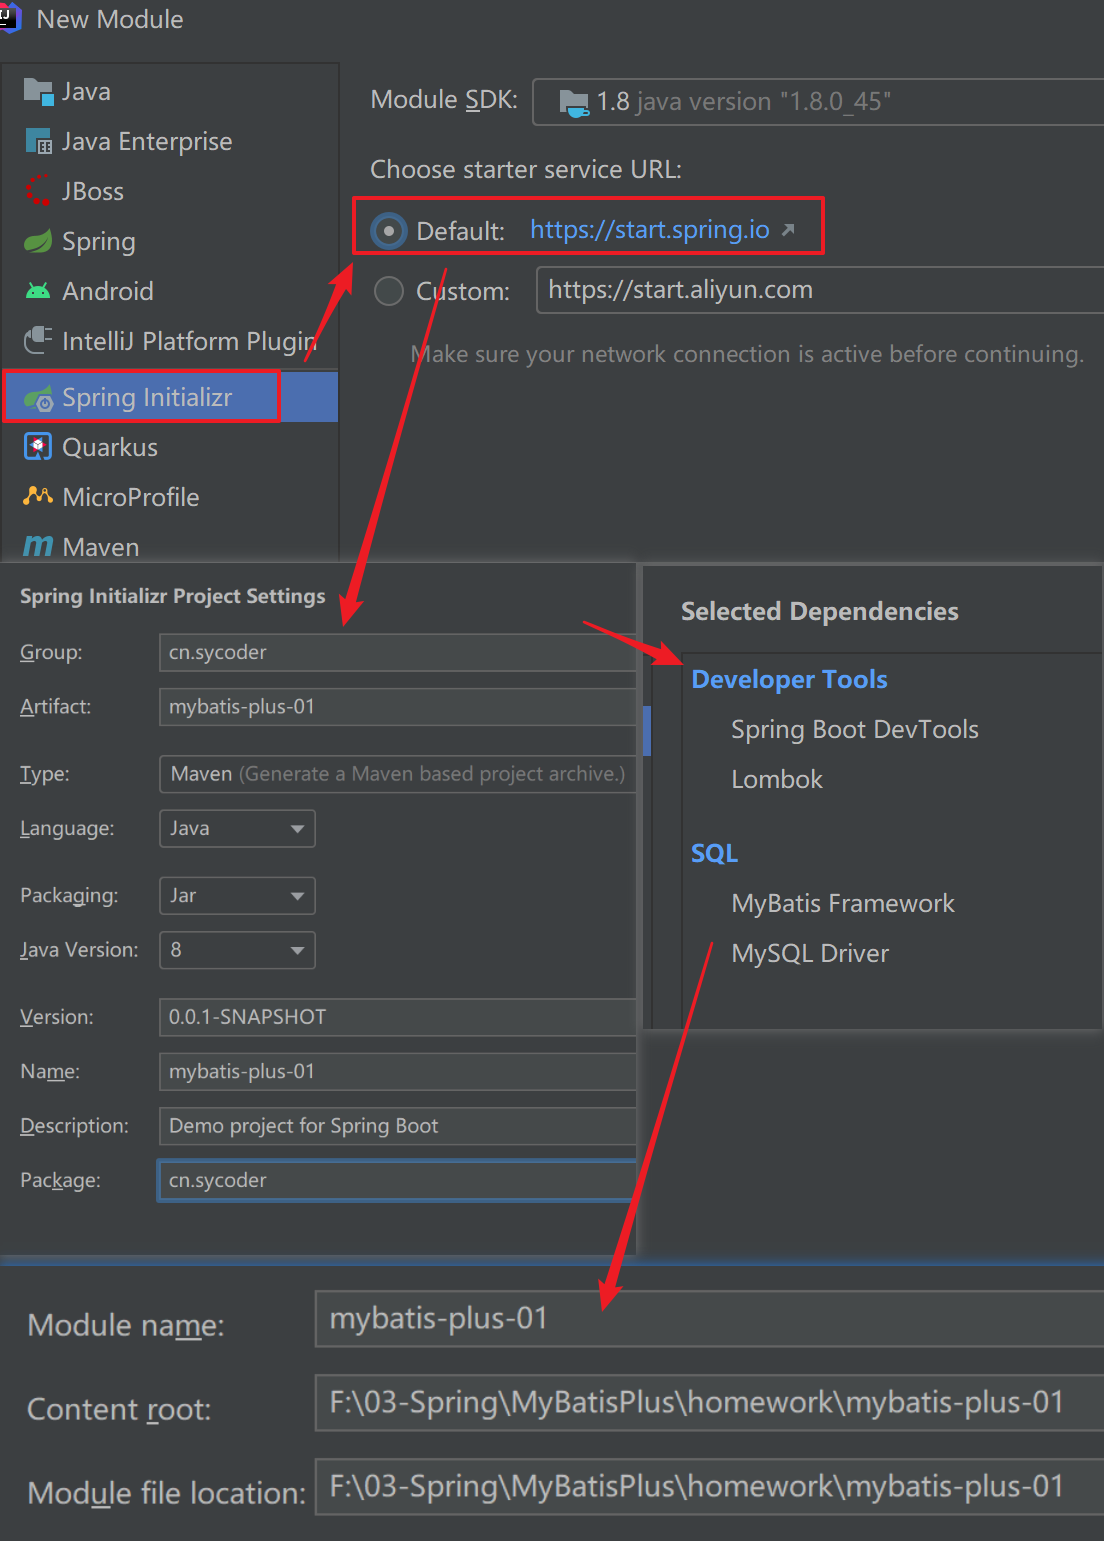 New Module
Java
Java Enterprise
JBoss
Spring
Android
IntelliJ Platform Plugin
Spring Initializr
Quarkus
MicroProfile
Maven
Module SDK: 1.8 java version "1.8.0_45"
Choose starter service URL:
Default: https://start.spring.io
Custom: https://start.aliyun.com
Make sure your network connection is active before continuing.
Spring Initializr Project Settings
Group: cn.sycoder
Artifact: mybatis-plus-01
Type: Maven (Generate a Maven based project archive.)
Language: Java
Packaging: Jar
Java Version: 8
Version: 0.0.1-SNAPSHOT
Name: mybatis-plus-01
Description: Demo project for Spring Boot
Package: cn.sycoder
Selected Dependencies
Developer Tools
Spring Boot DevTools
Lombok
SQL
MyBatis Framework
MySQL Driver
Module name: mybatis-plus-01
Content root: F:\03-Spring\MyBatisPlus\homework\mybatis-plus-01
Module file location: F:\03-Spring\MyBatisPlus\homework\mybatis-plus-01